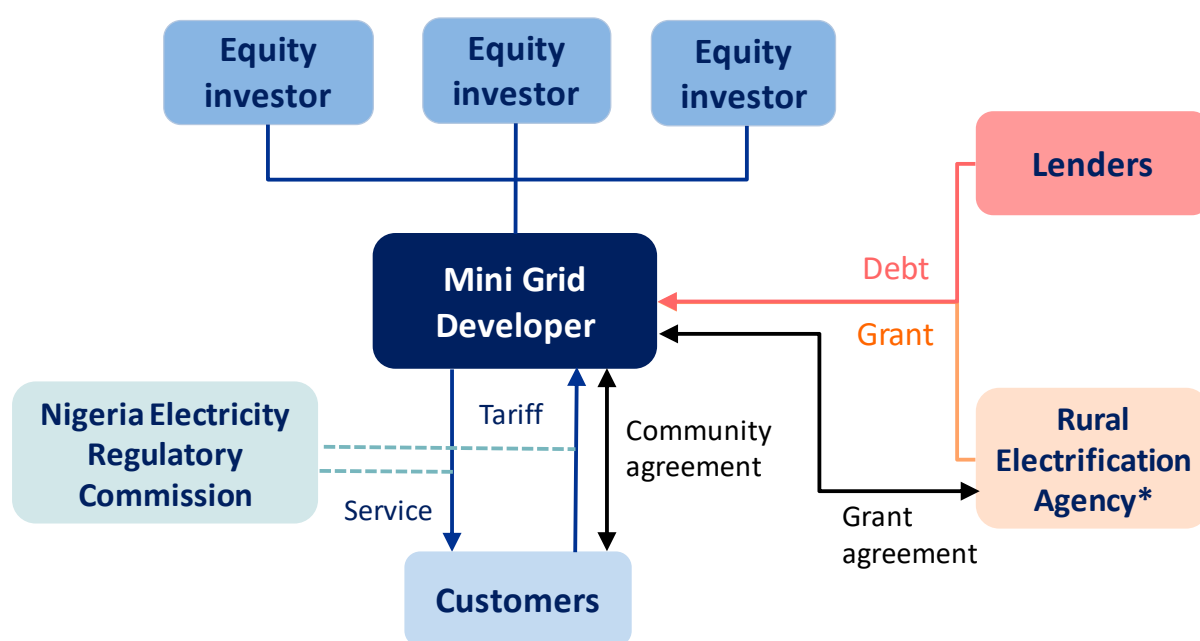 Equity
investor
Equity
investor
Equity
investor
Lenders
Mini Grid
Developer
Debt
Grant
Nigeria Electricity
Regulatory
Commission
Tariff
Community
agreement
Rural
Electrification
Agency*
Service
Grant
agreement
Customers